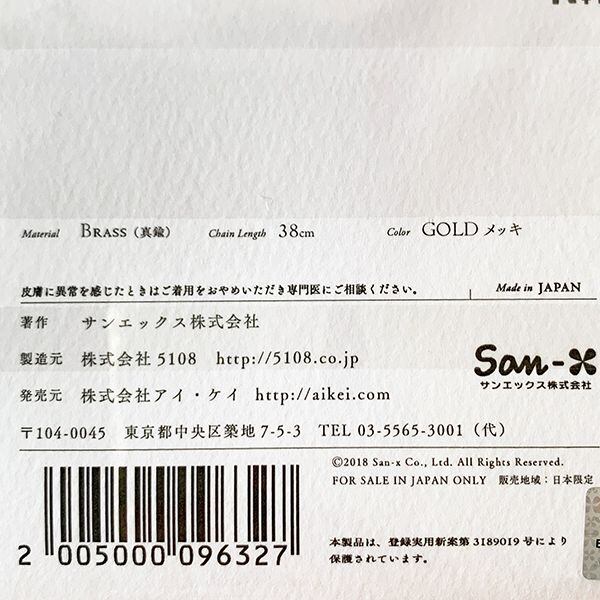 Material BRASS（真鍮） Chain Length 38cm Color GOLD メッキ
皮膚に異常を感じたときはご着用をおやめいただき専門医にご相談ください。 Made in JAPAN
著作 サンエックス株式会社
製造元 株式会社 5108 http://5108.co.jp
San-x
サンエックス株式会社
発売元 株式会社アイ・ケイ http://aikei.com
〒104-0045 東京都中央区築地 7-5-3 TEL 03-5565-3001（代）
©2018 San-x Co., Ltd. All Rights Reserved.
FOR SALE IN JAPAN ONLY 販売地域：日本限定
2 005000 096327
本製品は、登録実用新案第 3189019 号により
保護されています。